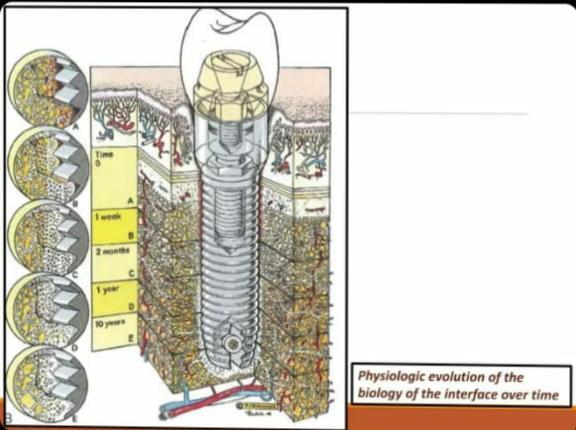 A
Time
0
A
B
1 week
B
2 months
C
C
1 year
D
10 years
D
E
E
B
Physiologic evolution of the
biology of the interface over time